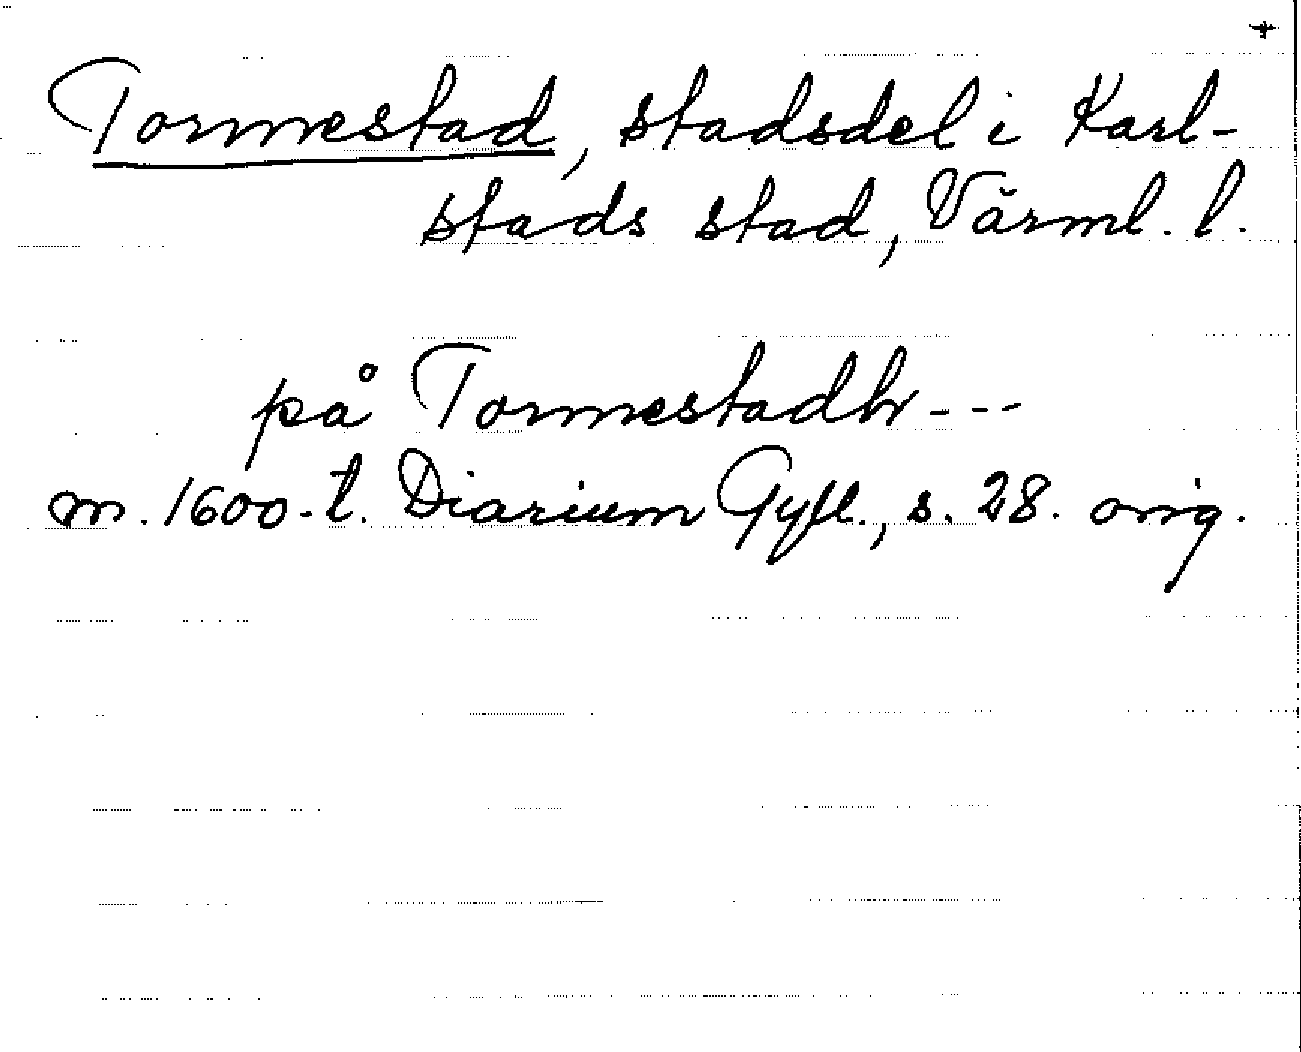 Tormestad, stadsdel i Karl-
stads stad, Värml. l.
på Tormestadh---
m. 1600-t. Diarium Gyll., s. 28. orig.